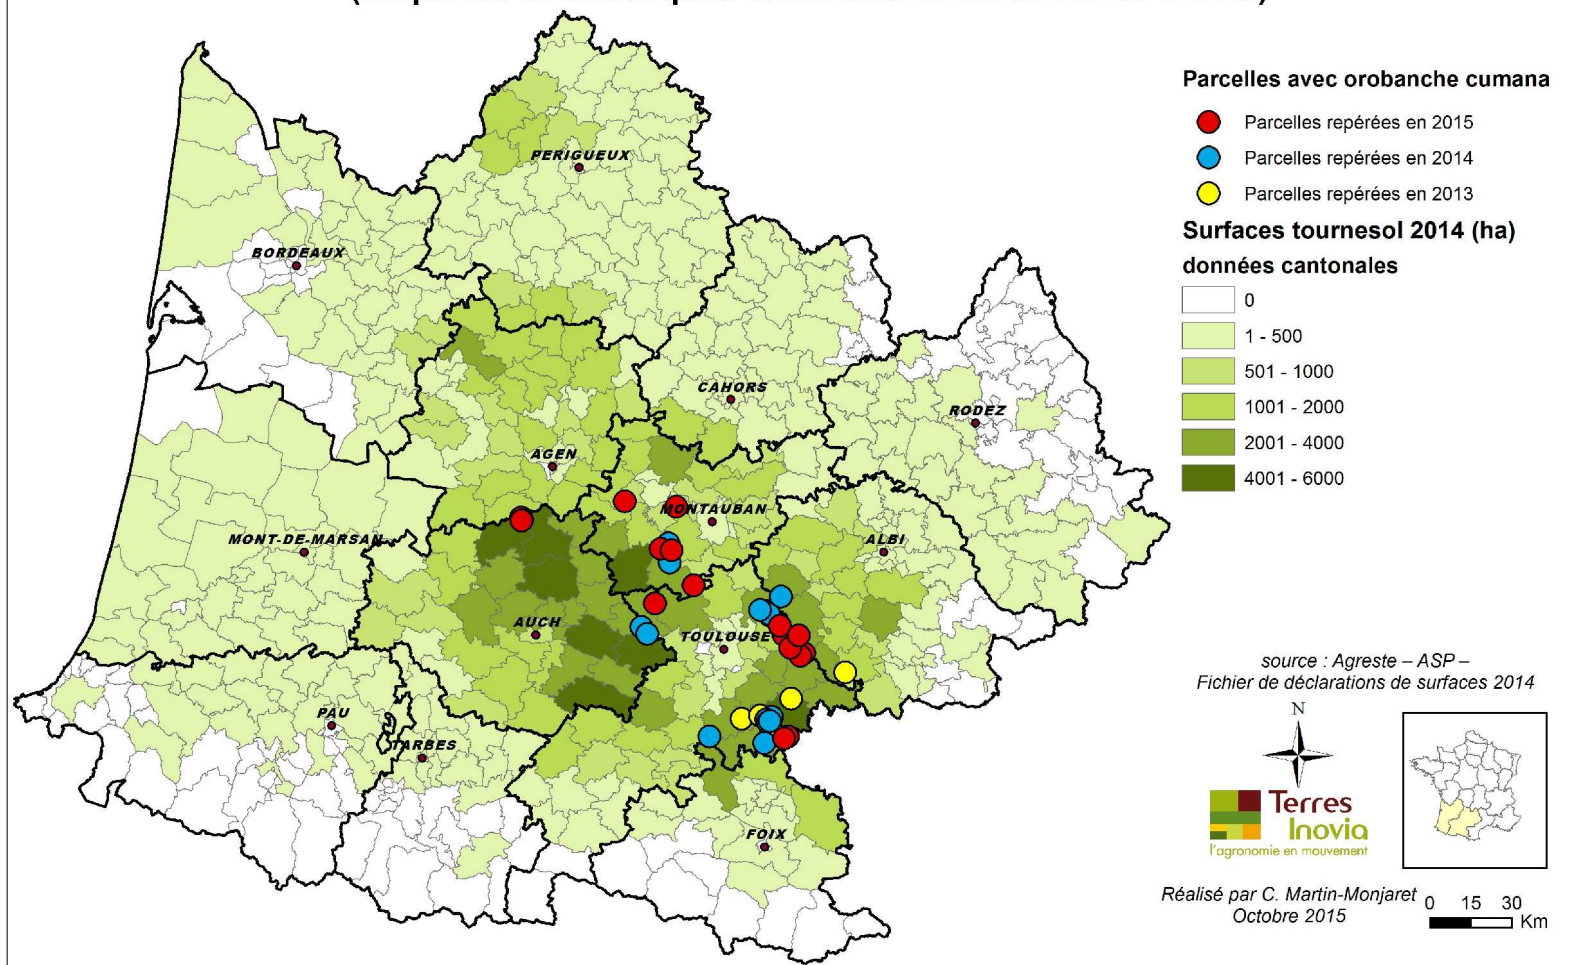 PERIGUEUX
BORDEAUX
CAHORS
RODEZ
AGEN
MONTAUBAN
MONT-DE-MARSAN
ALBI
AUCH
TOULOUSE
PAU
TARBES
FOIX
Parcelles avec orobanche cumana
Parcelles repérées en 2015
Parcelles repérées en 2014
Parcelles repérées en 2013
Surfaces tournesol 2014 (ha)
données cantonales
0
1 - 500
501 - 1000
1001 - 2000
2001 - 4000
4001 - 6000
source : Agreste – ASP –
Fichier de déclarations de surfaces 2014
N
Terres
Inovia
l'agronomie en mouvement
Réalisé par C. Martin-Monjaret
Octobre 2015
0 15 30
Km